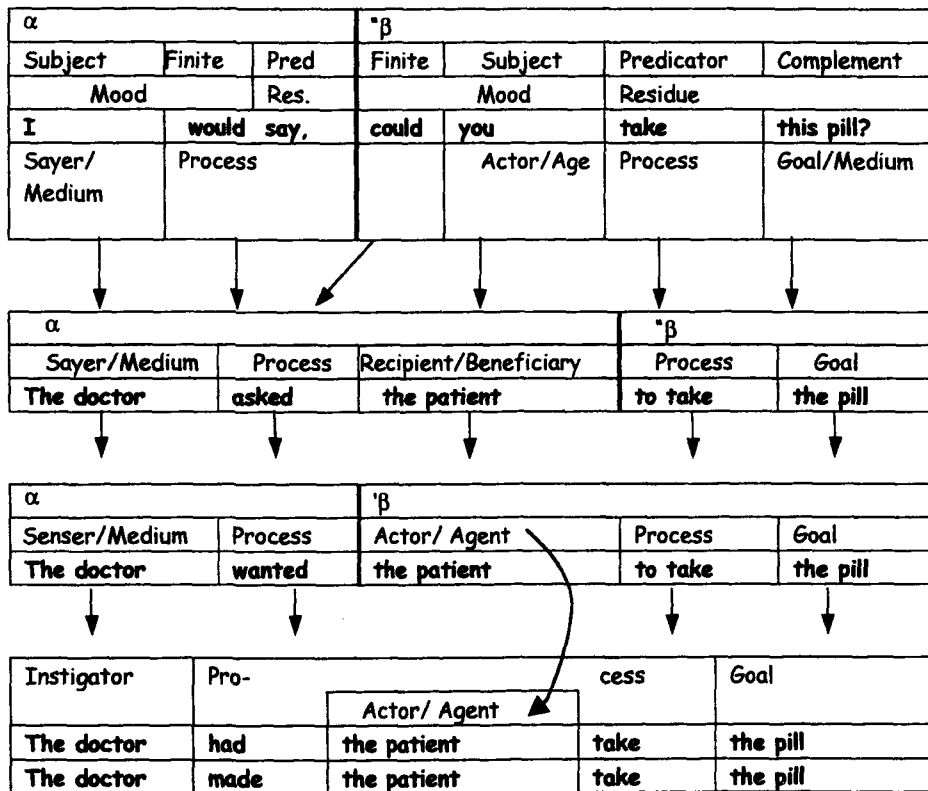 α "β
Subject Finite Pred Finite Subject Predicator Complement
Mood Res. Mood Residue
I would say, could you take this pill?
Sayer/ Process Actor/Age Process Goal/Medium
Medium
α "β
Sayer/Medium Process Recipient/Beneficiary Process Goal
The doctor asked the patient to take the pill
α 'β
Senser/Medium Process Actor/ Agent Process Goal
The doctor wanted the patient to take the pill
Instigator Pro- cess Goal
Actor/ Agent
The doctor had the patient take the pill
The doctor made the patient take the pill